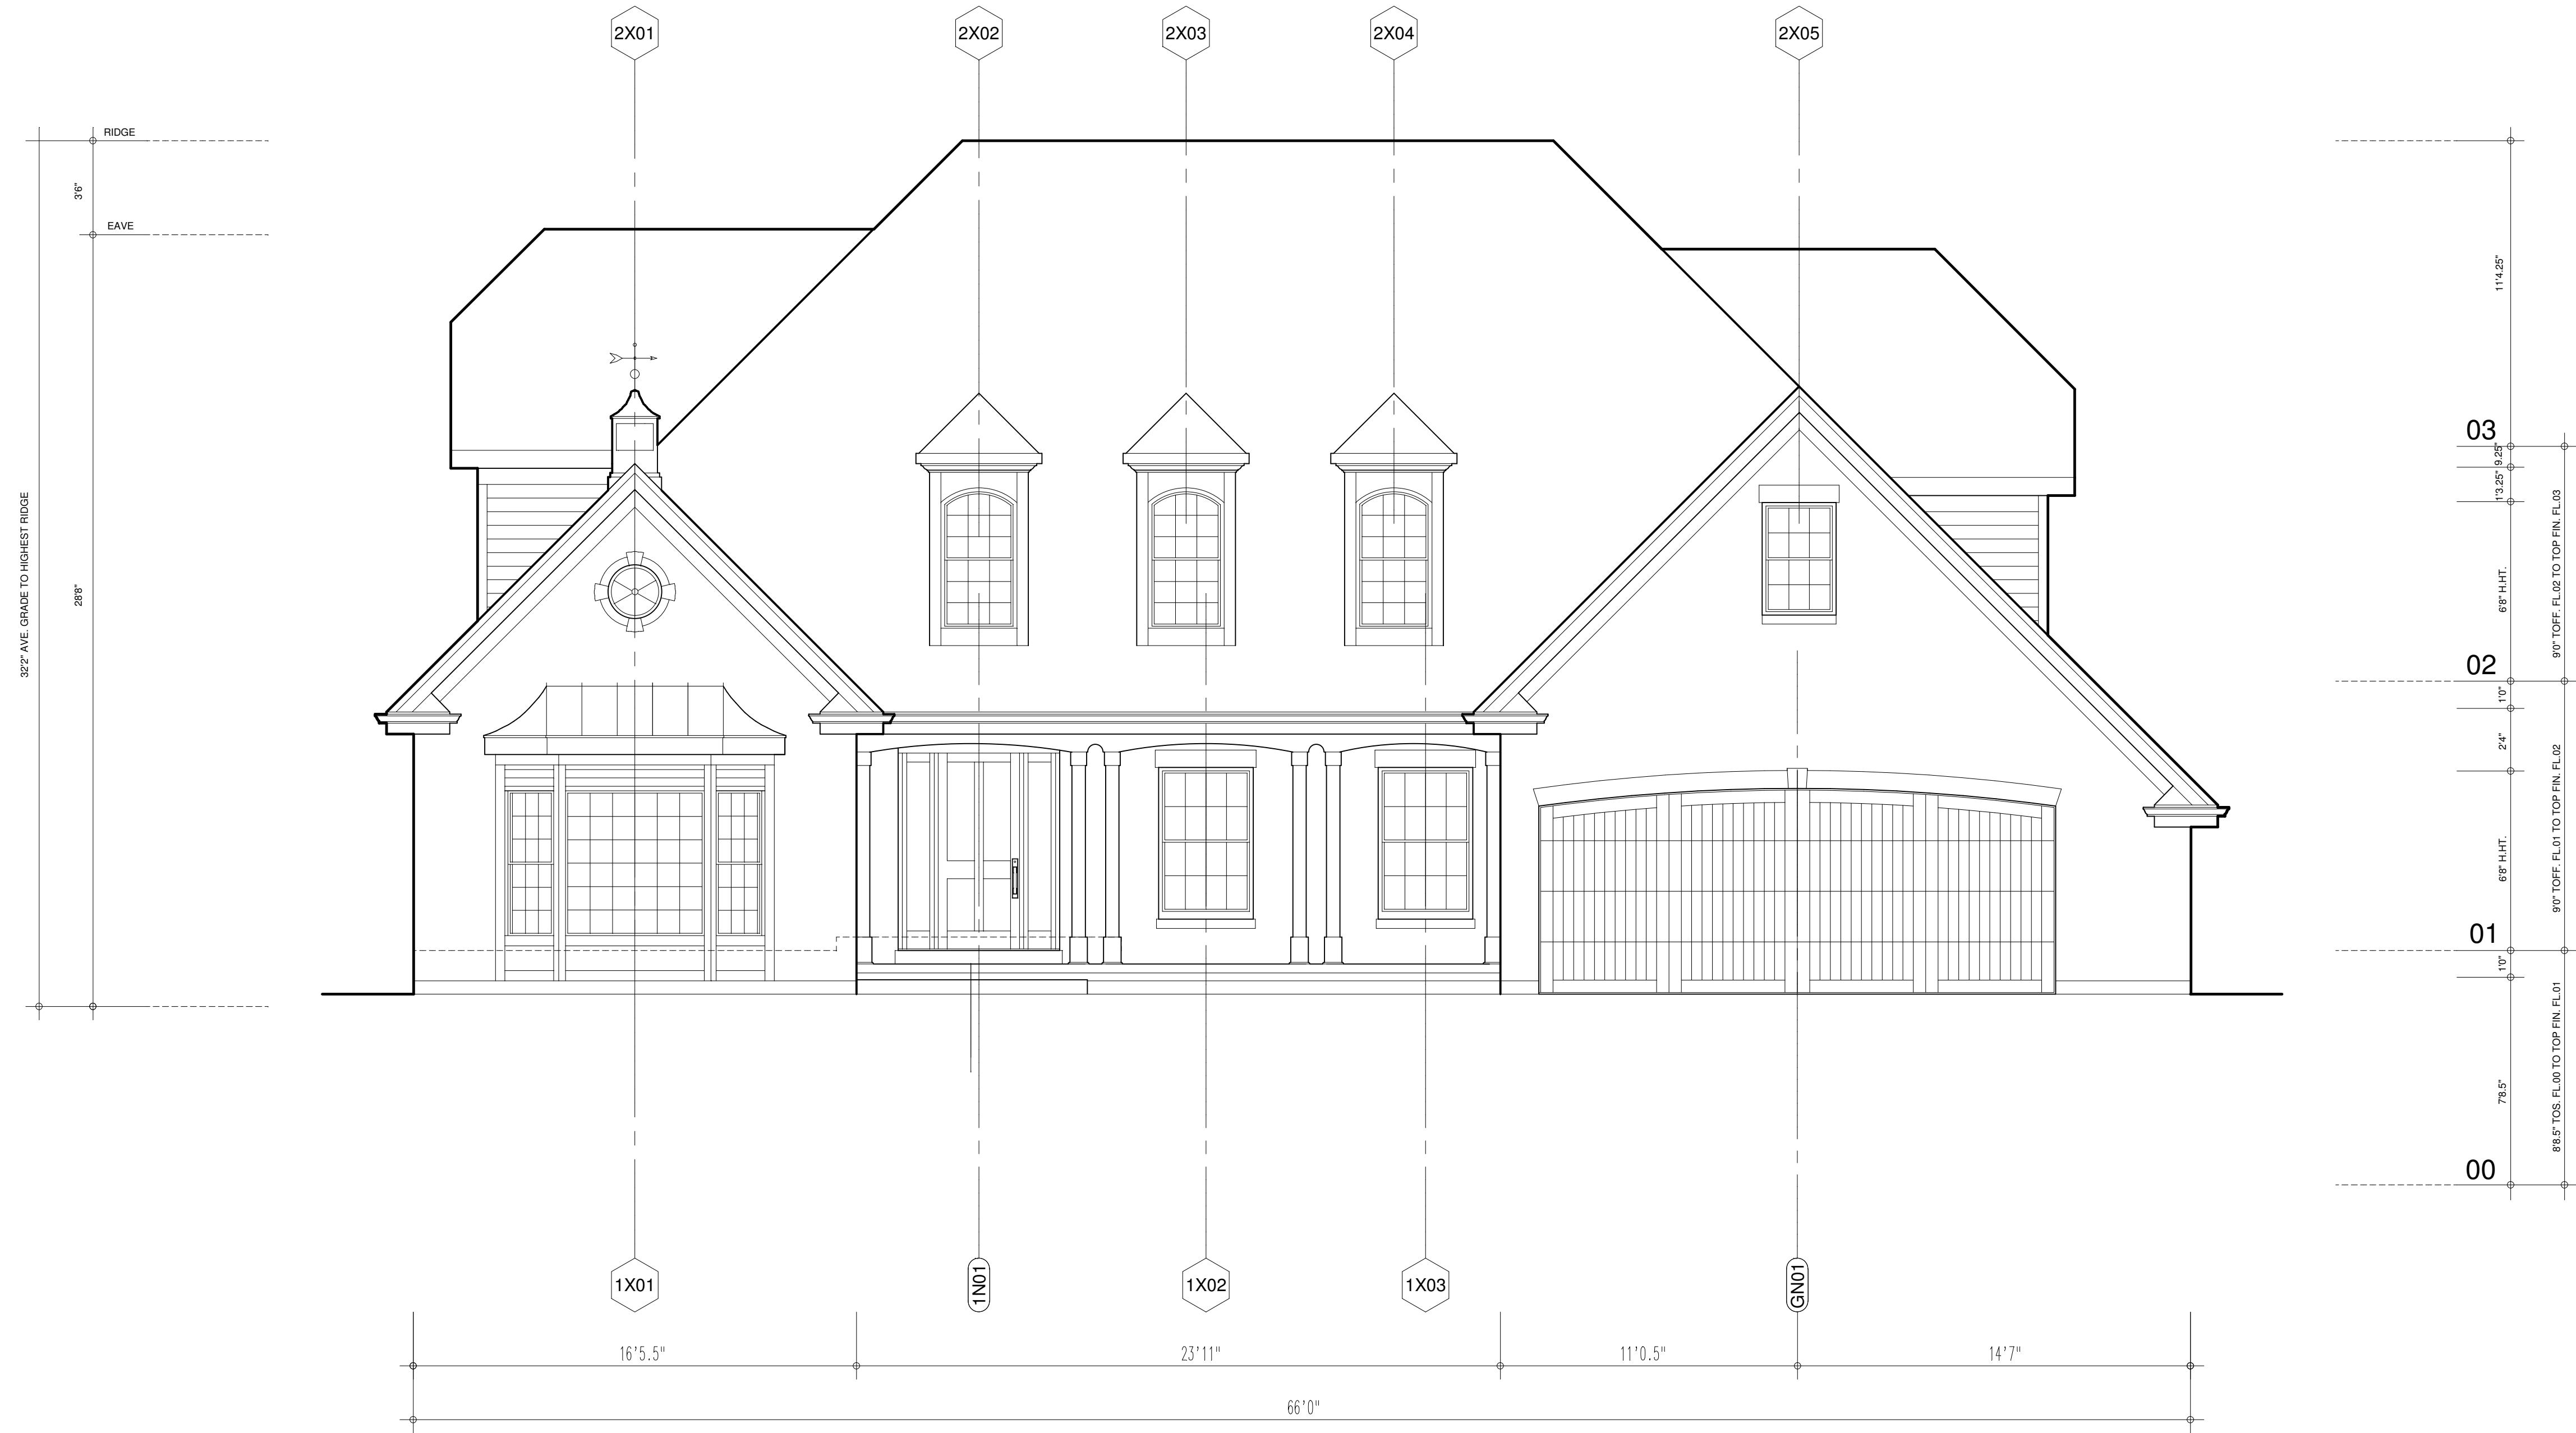 2X01
2X02
2X03
2X04
2X05
RIDGE
3'6"
EAVE
28'8"
32'2" AVE. GRADE TO HIGHEST RIDGE
11'4.25"
03
9.25"
1'3.25"
6'8" H.HT.
9'0" TOFF. FL.02 TO TOP FIN. FL.03
02
1'0"
2'4"
6'8" H.HT.
9'0" TOFF. FL.01 TO TOP FIN. FL.02
01
1'0"
7'8.5"
8'8.5" TOS. FL.00 TO TOP FIN. FL.01
00
1X01
1N01
1X02
1X03
GN01
16'5.5"
23'11"
11'0.5"
14'7"
66'0"